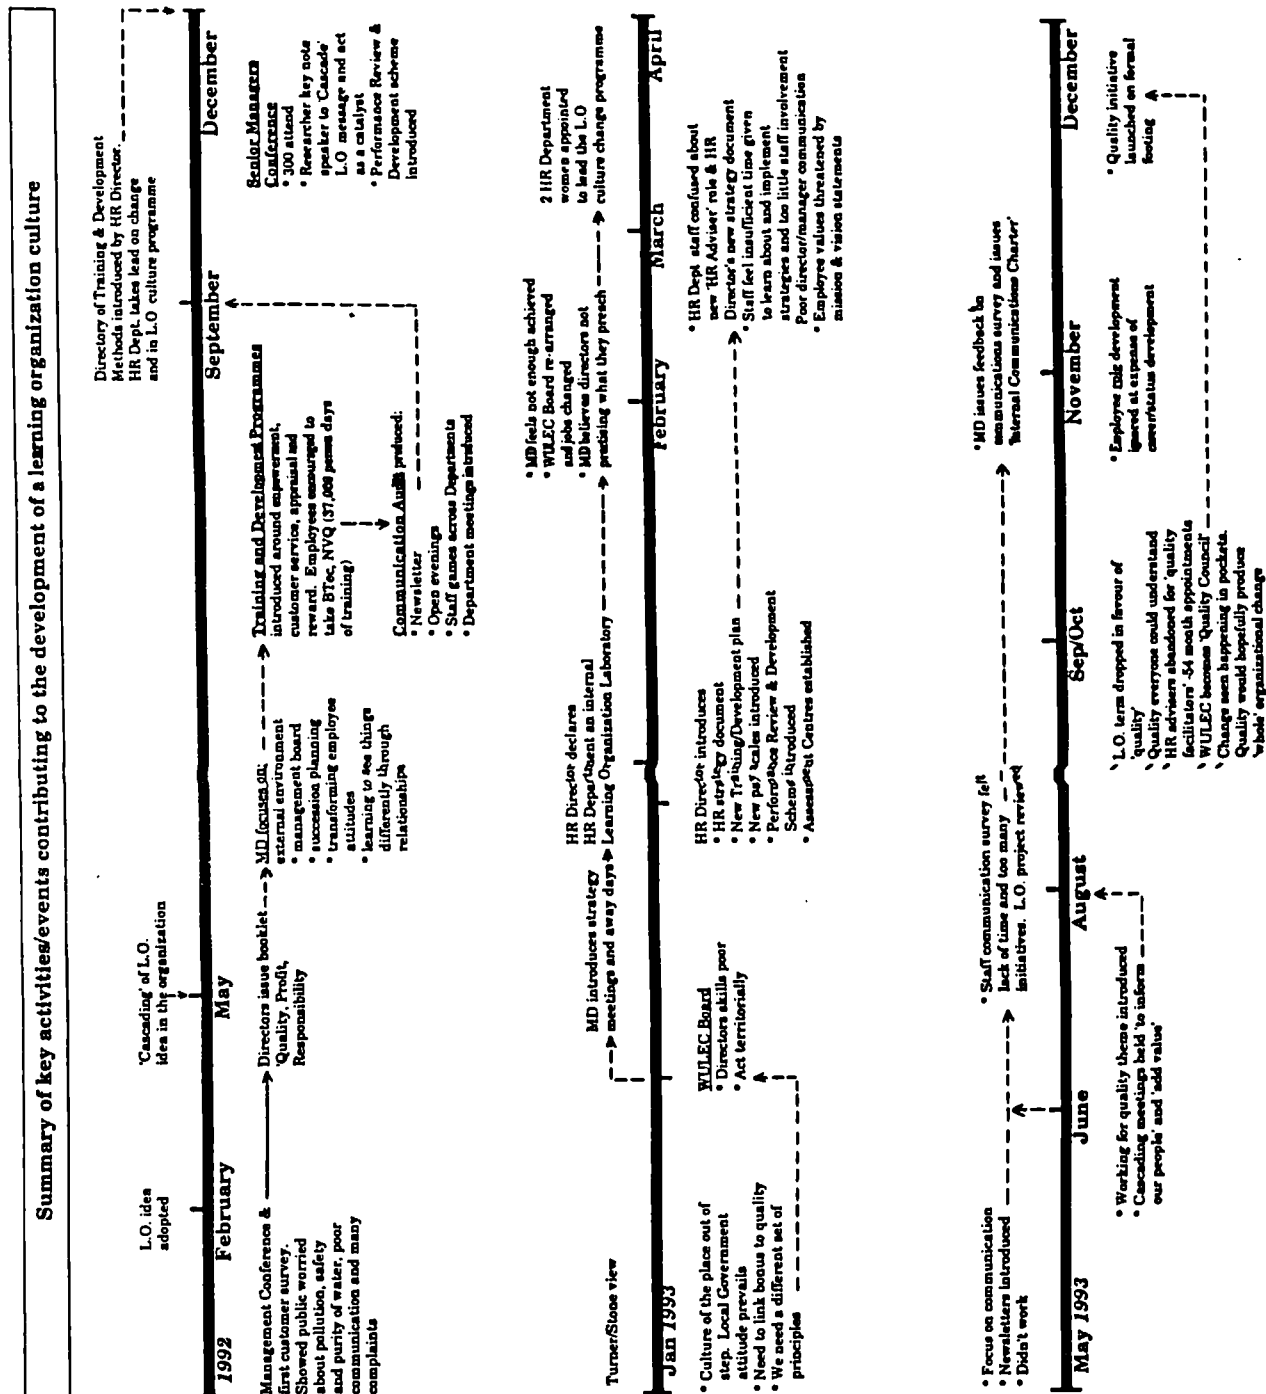 Summary of key activities/events contributing to the development of a learning organization culture
L.O. idea
adopted
'Cascading' of L.O.
idea in the organization
Directory of Training & Development
Methods introduced by HR Director.
HR Dept. takes lead on change
and in L.O culture programme
1992
February
May
September
December
Management Conference &
first customer survey.
Showed public worried
about pollution, safety
and purity of water, poor
communication and many
complaints
Directors issue booklet
'Quality, Profit,
Responsibility
MD focuses on:
external environment
• management board
• succession planning
• transforming employee
attitudes
• learning to see things
differently through
relationships
Training and Development Programmes
introduced around empowerment,
customer service, appraisal and
reward. Employees encouraged to
take BTec, NVQ (37,000 person days
of training)
Communication Audit produced:
• Newsletter
• Open evenings
• Staff games across Departments
• Department meetings introduced
Senior Managers
Conference
• 300 attend
• Researcher key note
speaker to 'Cascade'
L.O message and act
as a catalyst
• Performance Review &
Development scheme
introduced
Turner/Stone view
MD introduces strategy
meetings and away days
HR Director declares
HR Department an internal
Learning Organization Laboratory
• MD feels not enough achieved
• WULEC Board re-arranged
and jobs changed
• MD believes directors not
practising what they preach
2 HR Department
women appointed
to lead the L.O
culture change programme
Jan 1993
February
March
April
• Culture of the place out of
step. Local Government
attitude prevails
• Need to link bonus to quality
• We need a different set of
principles
WULEC Board
• Directors skills poor
• Act territorially
HR Director introduces
• HR strategy document
• New Training/Development plan
• New pay scales introduced
• Performance Review & Development
Scheme introduced
• Assessment Centres established
• HR Dept staff confused about
new 'HR Adviser' role & HR
Director's new strategy document
• Staff feel insufficient time given
to learn about and implement
strategies and too little staff involvement
Poor director/manager communication
• Employee values threatened by
mission & vision statements
• Focus on communication
• Newsletters introduced
• Didn't work
• Staff communication survey felt
lack of time and too many
initiatives. L.O. project reviewed
• MD issues feedback to
communications survey and issues
'Internal Communications Charter'
May 1993
June
August
Sep/Oct
November
December
• Working for quality theme introduced
• Cascading meetings held 'to inform
our people' and 'add value'
• L.O. term dropped in favour of
'quality'
• Quality everyone could understand
• HR advisers abandoned for 'quality
facilitators' -54 month appointments
• WULEC becomes 'Quality Council'
• Change seen happening in pockets.
Quality would hopefully produce
'whole' organizational change
• Employee role development
ignored at expense of
career/status development
• Quality initiative
launched on formal
footing